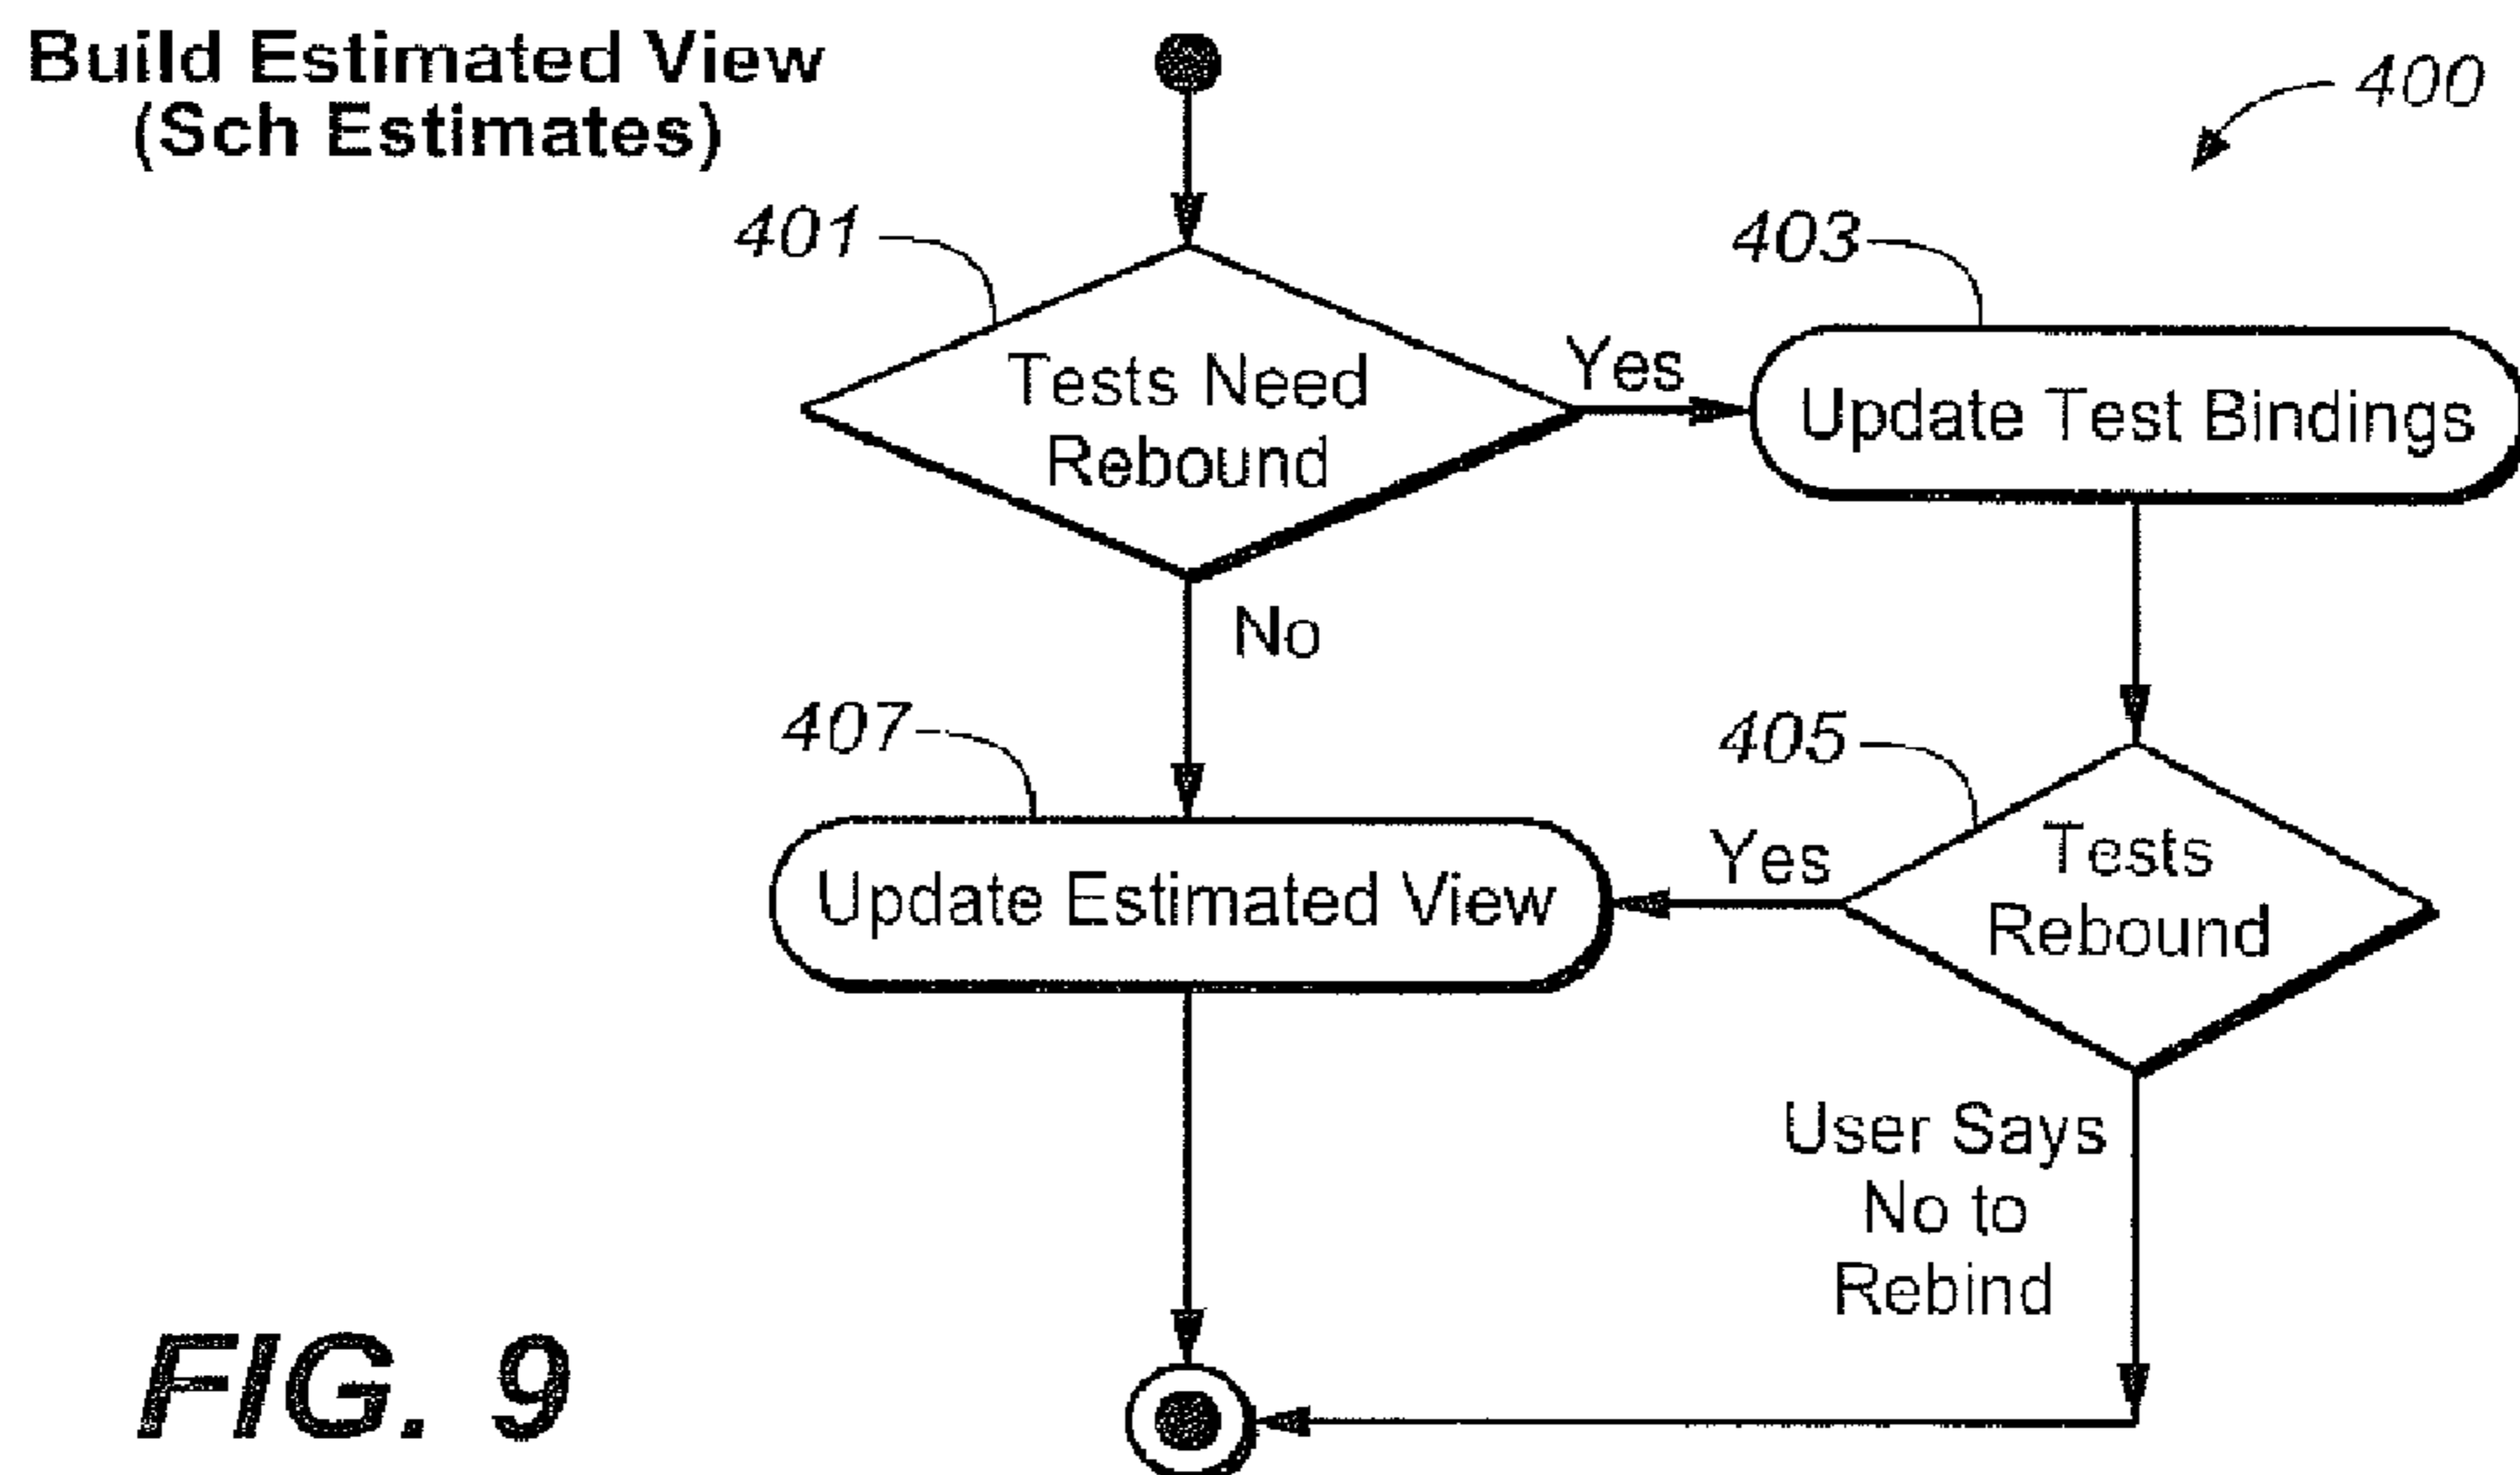 Build Estimated View
(Sch Estimates)
400
401
403
Tests Need
Rebound
Yes
Update Test Bindings
No
407
405
Update Estimated View
Yes
Tests
Rebound
User Says
No to
Rebind
FIG. 9